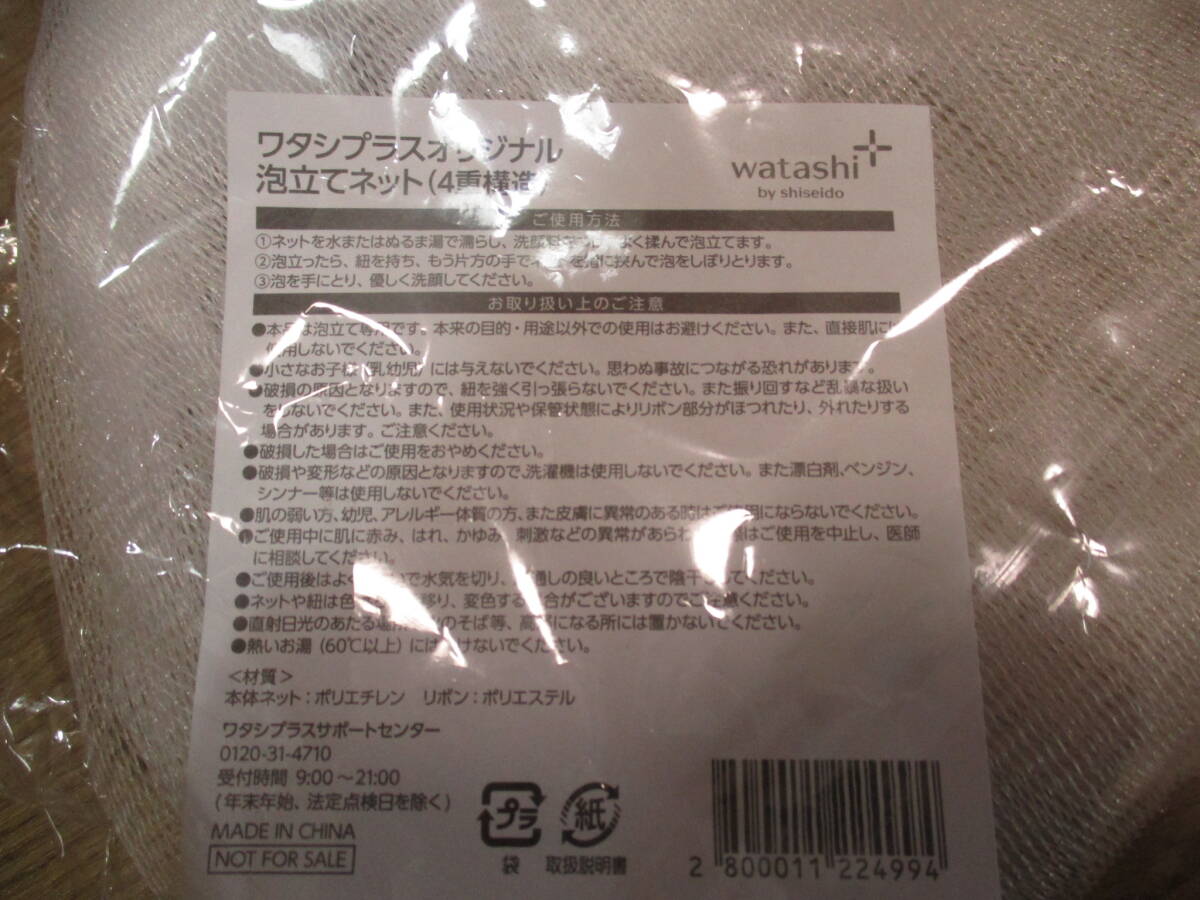 ワタシプラスオリジナル
泡立てネット(4重構造)
watashi+
by shiseido
ご使用方法
①ネットを水またはぬるま湯で濡らし、洗顔料を よく揉んで泡立てます。
②泡立ったら、紐を持ち、もう片方の手で 挟んで泡をしぼりとります。
③泡を手にとり、優しく洗顔してください。
お取り扱い上のご注意
●本品は泡立て専用です。本来の目的・用途以外での使用はお避けください。また、直接肌には
使用しないでください。
●小さなお子様(乳幼児)には与えないでください。思わぬ事故につながる恐れがあります。
●破損の原因となりますので、紐を強く引っ張らないでください。また振り回すなど乱暴な扱い
をしないでください。また、使用状況や保管状態によりリボン部分がほつれたり、外れたりする
場合があります。ご注意ください。
●破損した場合はご使用をおやめください。
●破損や変形などの原因となりますので、洗濯機は使用しないでください。また漂白剤、ベンジン、
シンナー等は使用しないでください。
●肌の弱い方、幼児、アレルギー体質の方、また皮膚に異常のある時はご使用にならないでください。
●ご使用中に肌に赤み、はれ、かゆみ、刺激などの異常があらわ ご使用を中止し、医師
に相談してください。
●ご使用後はよ で水気を切り、風通しの良いところで陰干ししてください。
●ネットや紐は色 移り、変色する場合がございますのでご注意ください。
●直射日光のあたる場所 のそば等、高温になる所には置かないでください。
●熱いお湯(60℃以上)には けないでください。
<材質>
本体ネット:ポリエチレン リボン:ポリエステル
ワタシプラスサポートセンター
0120-31-4710
受付時間 9:00~21:00
(年末年始、法定点検日を除く)
MADE IN CHINA
NOT FOR SALE
プラ
袋
紙
取扱説明書
2 800011 224994